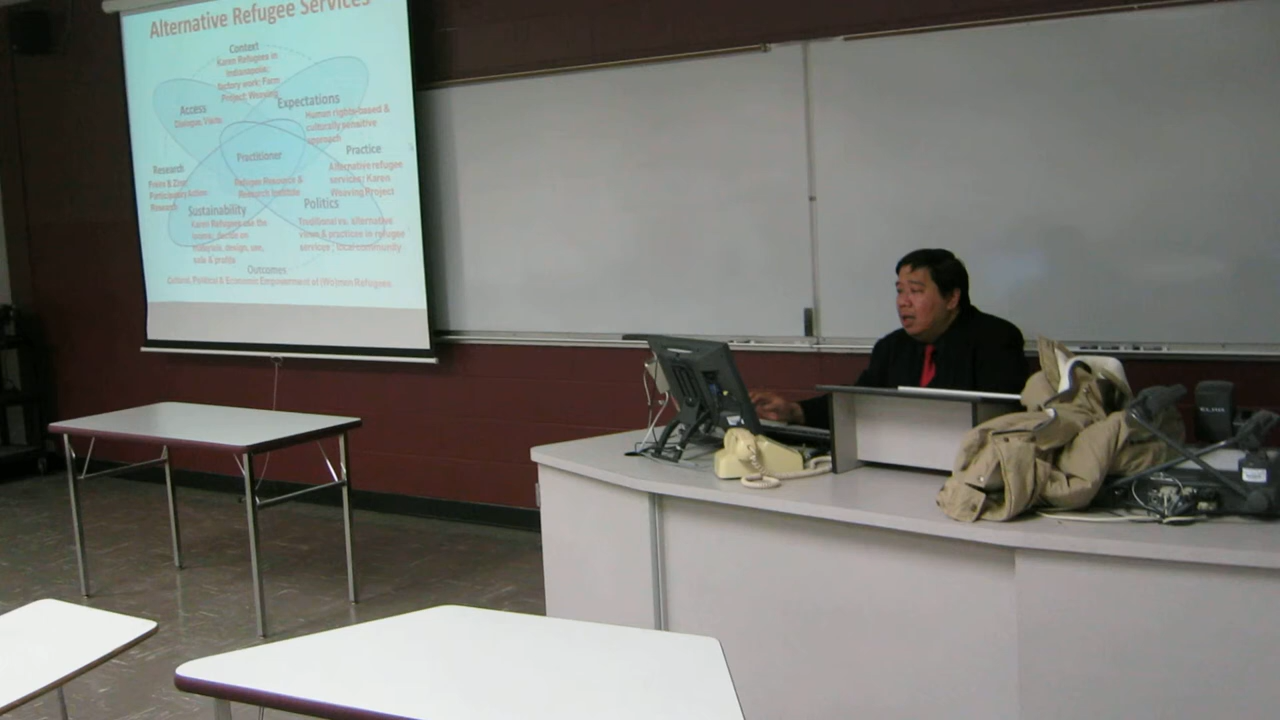 Alternative Refugee Services
Context
Karen Refugees in
Indianapolis;
factory work; Farm
Project; Weaving
Access
Dialogue, Visits
Expectations
Human rights-based &
culturally sensitive
approach
Practitioner
Refugee Resource &
Research Institute
Practice
Alternative refugee
services; Karen
Weaving Project
Research
Freire & Zinn
Participatory Action
Research
Sustainability
Karen Refugees use the
looms; decide on
materials, design, use,
sale & profits
Politics
Traditional vs. alternative
views & practices in refugee
services; local community
Outcomes
Cultural, Political & Economic Empowerment of (Wo)men Refugees
ELMO